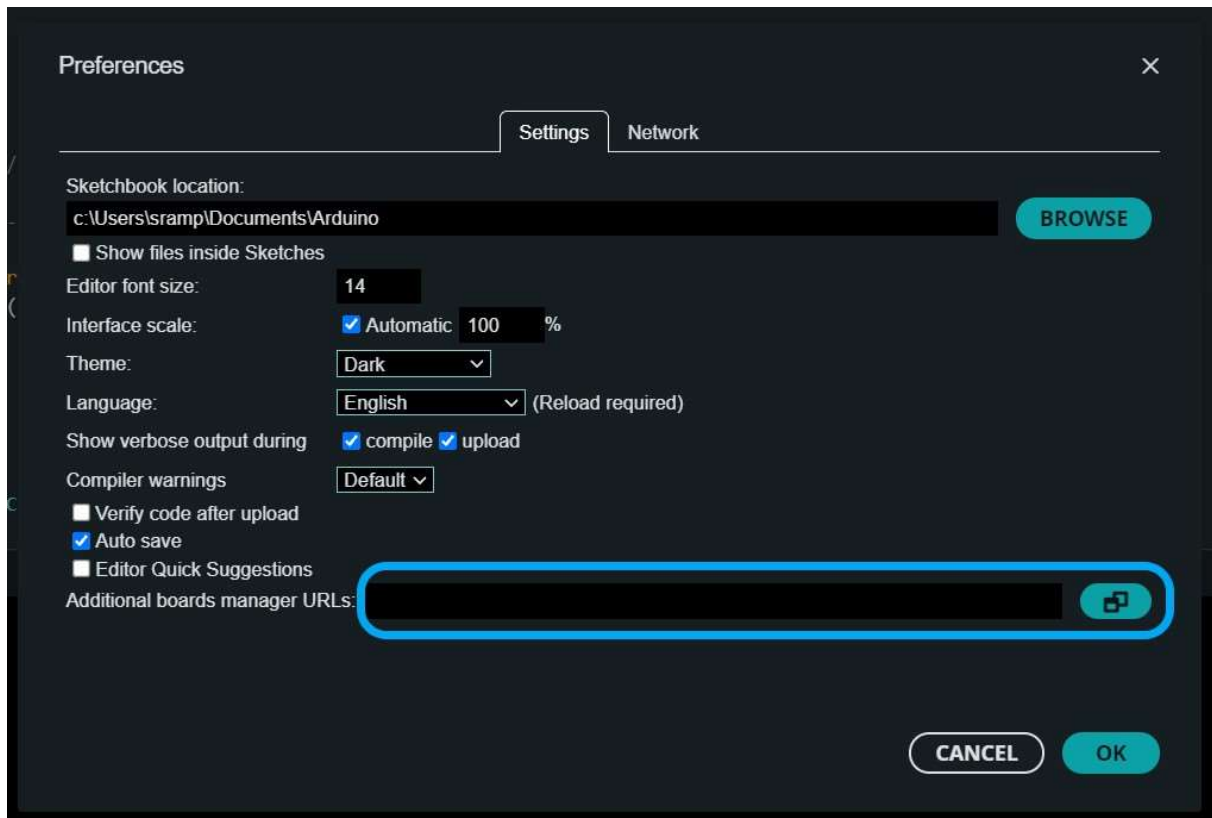 Preferences
Settings Network
Sketchbook location:
c:\Users\sramp\Documents\Arduino
BROWSE
Show files inside Sketches
Editor font size: 14
Interface scale: Automatic 100 %
Theme: Dark
Language: English (Reload required)
Show verbose output during compile upload
Compiler warnings Default
Verify code after upload
Auto save
Editor Quick Suggestions
Additional boards manager URLs:
CANCEL OK